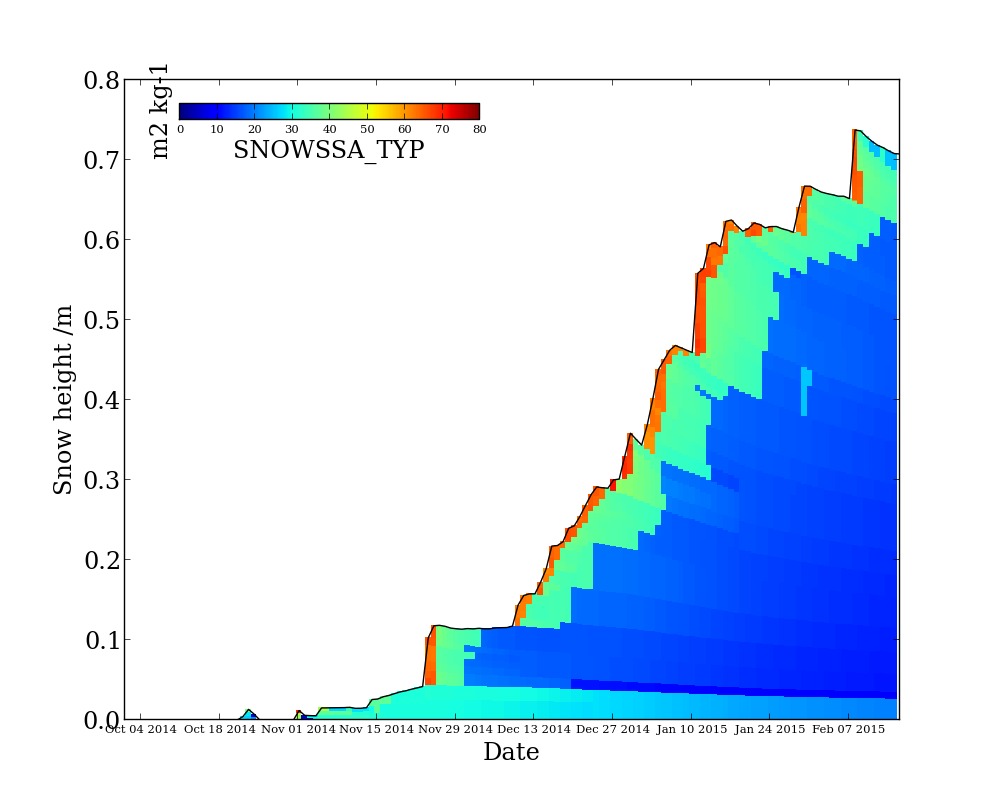 0.8
m2 kg-1
0 10 20 30 40 50 60 70 80
SNOWSSA_TYP
0.7
0.6
0.5
0.4
0.3
0.2
0.1
0.0
Snow height /m
Oct 04 2014 Oct 18 2014 Nov 01 2014 Nov 15 2014 Nov 29 2014 Dec 13 2014 Dec 27 2014 Jan 10 2015 Jan 24 2015 Feb 07 2015
Date